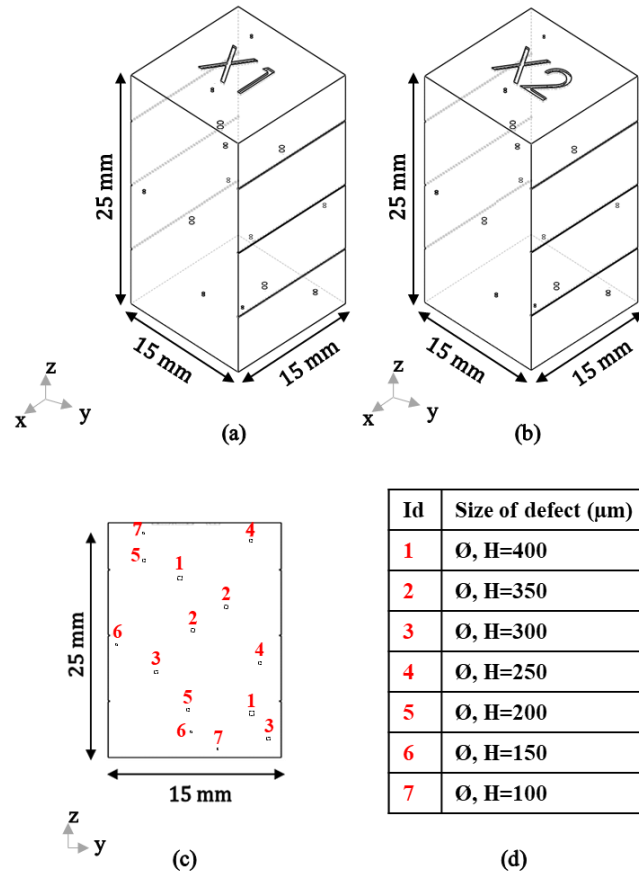 X1
X2
25 mm
25 mm
15 mm
15 mm
15 mm
15 mm
z
x
y
z
x
y
(a)
(b)
7
4
5
1
2
2
6
3
4
5
1
6
7
3
25 mm
15 mm
z
y
(c)
Id Size of defect (µm)
1 Ø, H=400
2 Ø, H=350
3 Ø, H=300
4 Ø, H=250
5 Ø, H=200
6 Ø, H=150
7 Ø, H=100
(d)